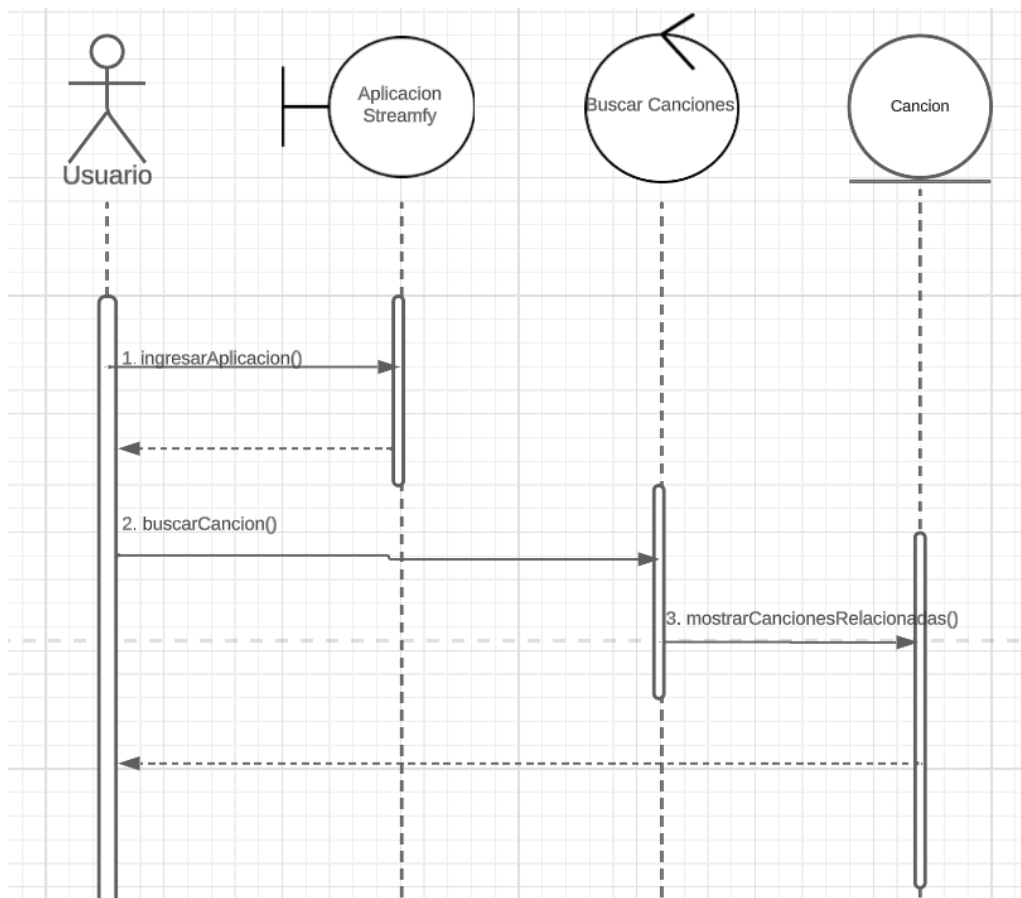 Aplicacion
Streamfy
Buscar Canciones
Cancion
Usuario
1. ingresarAplicacion()
2. buscarCancion()
3. mostrarCancionesRelacionadas()